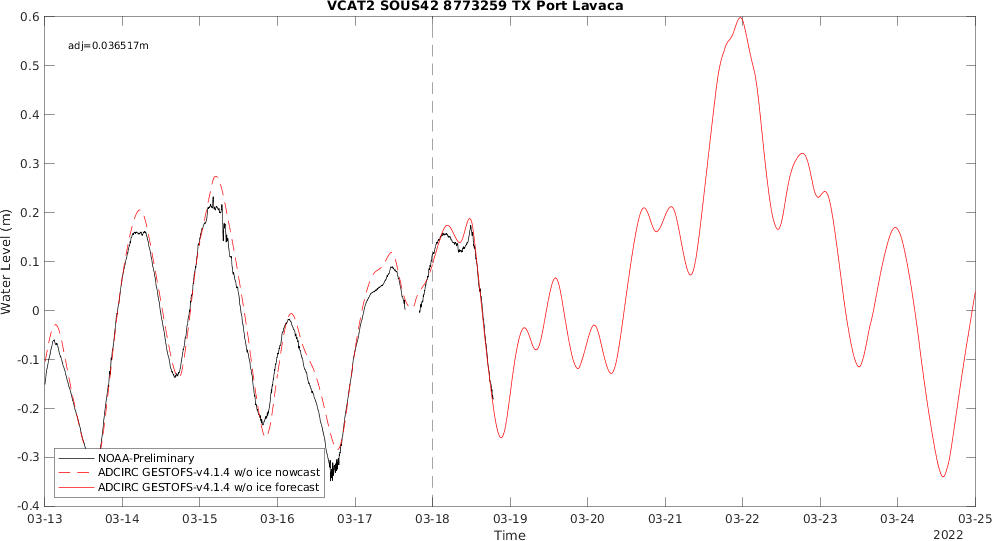 VCAT2 SOUS42 8773259 TX Port Lavaca
adj=0.036517m
0.6
0.5
0.4
0.3
0.2
0.1
0
-0.1
-0.2
-0.3
-0.4
Water Level (m)
NOAA-Preliminary
ADCIRC GESTOFS-v4.1.4 w/o ice nowcast
ADCIRC GESTOFS-v4.1.4 w/o ice forecast
03-13 03-14 03-15 03-16 03-17 03-18 03-19 03-20 03-21 03-22 03-23 03-24 03-25
Time
2022